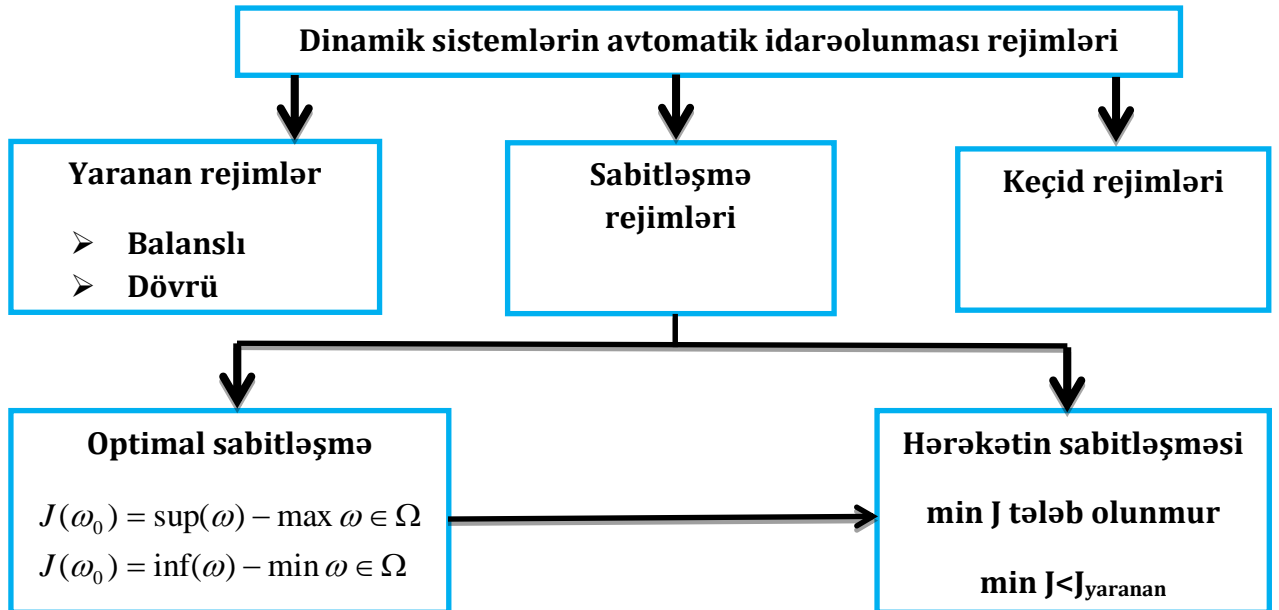 Dinamik sistemlərin avtomatik idarəolunması rejimləri
Yaranan rejimlər
➢ Balanslı
➢ Dövrü
Sabitləşmə
rejimləri
Keçid rejimləri
Optimal sabitləşmə
J(ω₀) = sup(ω) – max ω ∈ Ω
J(ω₀) = inf(ω) – min ω ∈ Ω
Hərəkətin sabitləşməsi
min J tələb olunmur
min J<Jyaranan